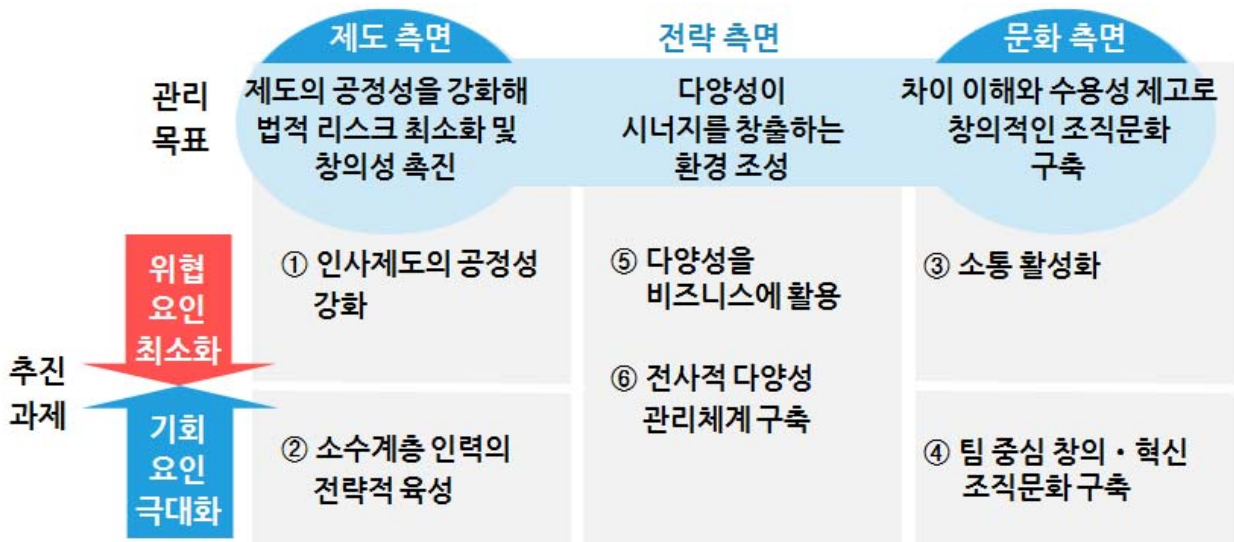 제도 측면
전략 측면
문화 측면
관리
목표
제도의 공정성을 강화해
법적 리스크 최소화 및
창의성 촉진
다양성이
시너지를 창출하는
환경 조성
차이 이해와 수용성 제고로
창의적인 조직문화
구축
추진
과제
위협
요인
최소화
① 인사제도의 공정성
강화
⑤ 다양성을
비즈니스에 활용
③ 소통 활성화
⑥ 전사적 다양성
관리체계 구축
기회
요인
극대화
② 소수계층 인력의
전략적 육성
④ 팀 중심 창의・혁신
조직문화 구축